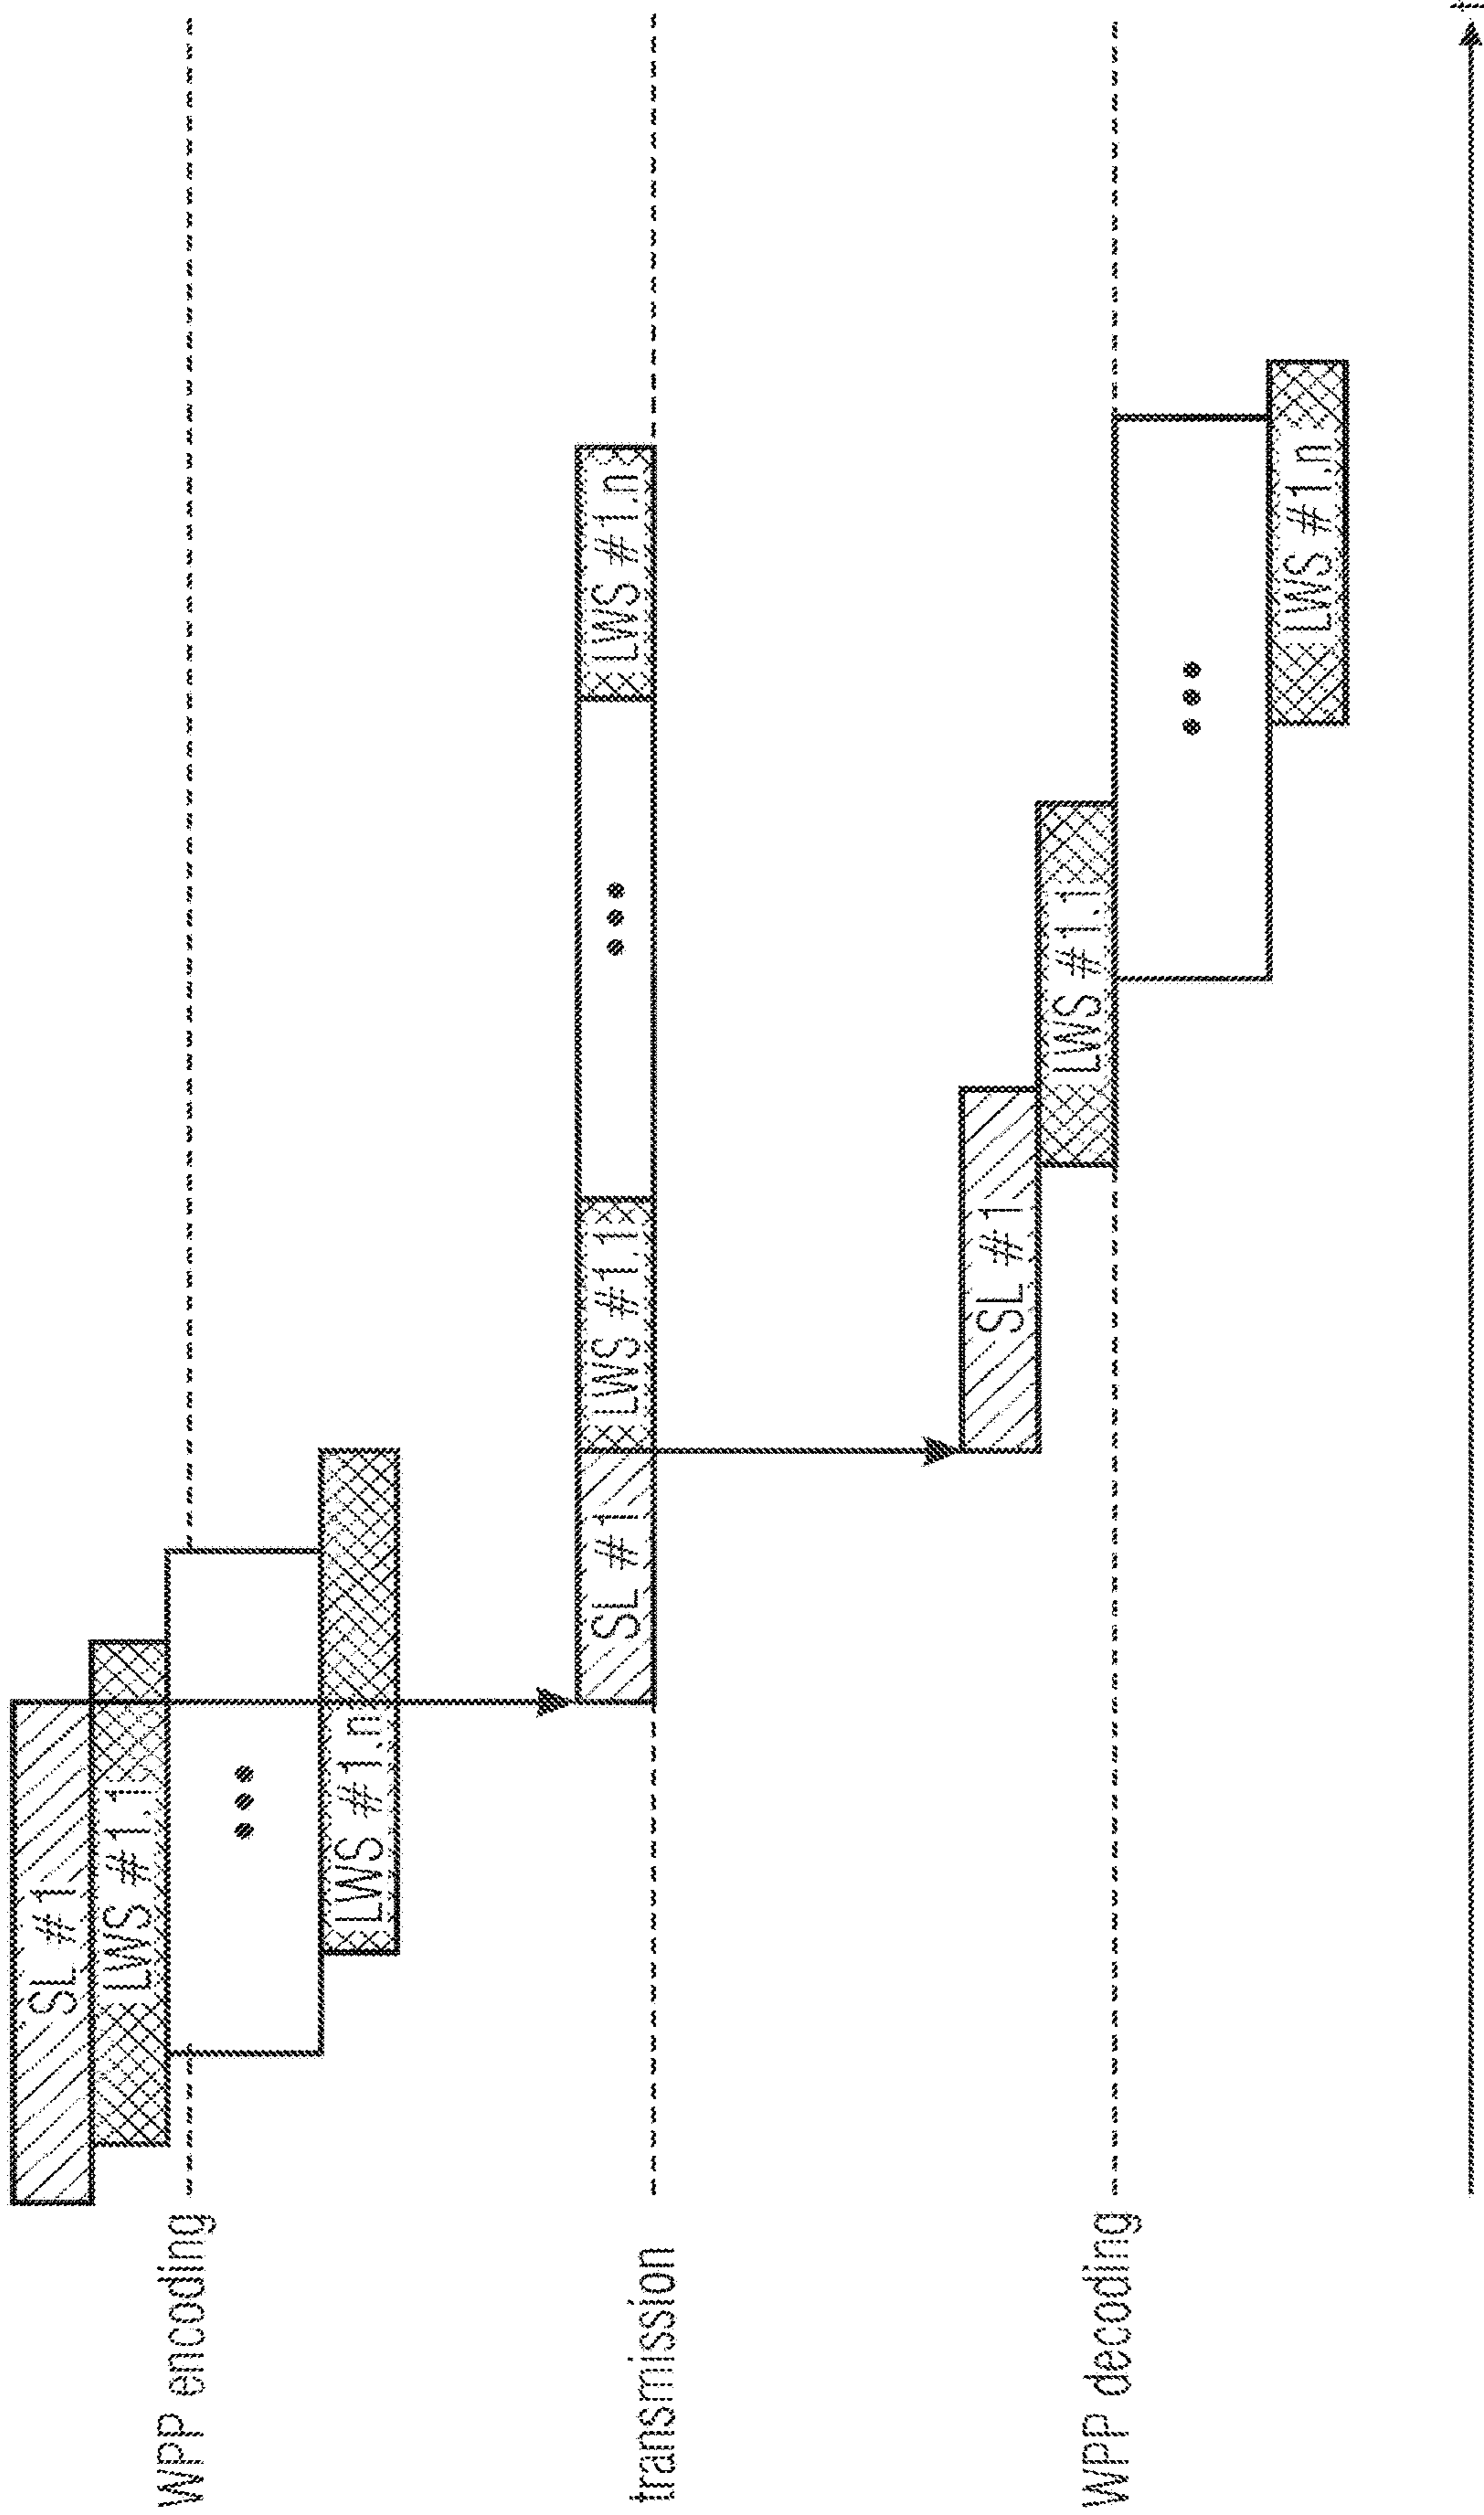 SL #1
LWS #1.1
•••
LWS #1.n
WPP encoding
SL #1
LWS #1.1
•••
LWS #1.n
transmission
SL #1
LWS #1.1
•••
LWS #1.n
WPP decoding
t